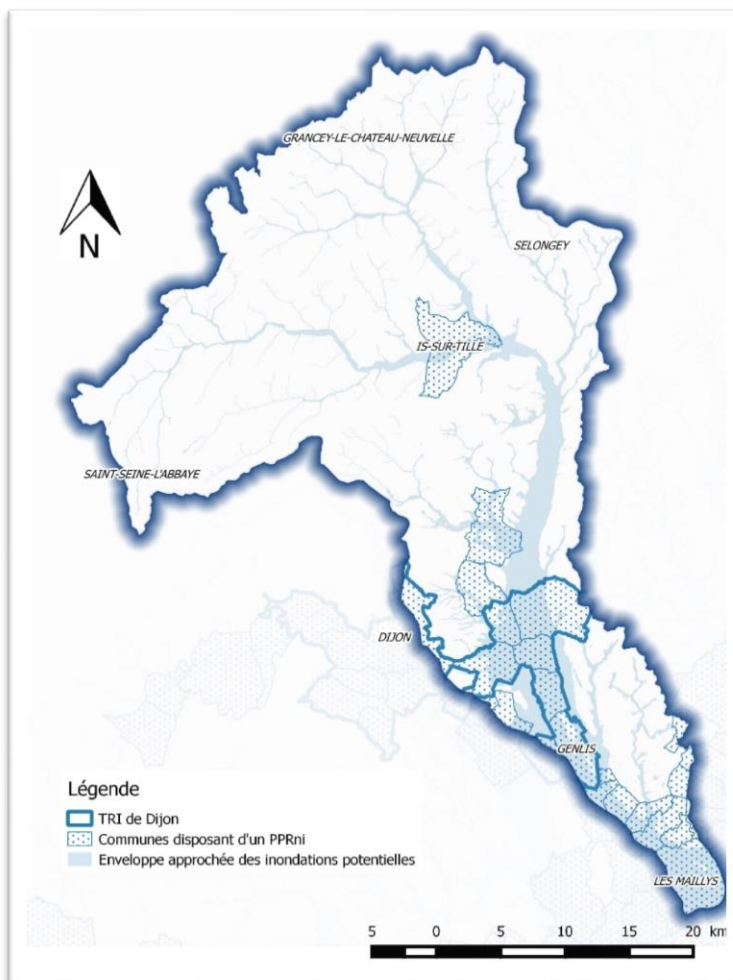 GRANCEY-LE-CHATEAU-NEUVELLE
N
SELONGEY
IS-SUR-TILLE
SAINT-SEINE-L'ABBAYE
DIJON
GENLIS
Légende
TRI de Dijon
Communes disposant d'un PPRni
Enveloppe approchée des inondations potentielles
LES MAILLYS
5 0 5 10 15 20 km